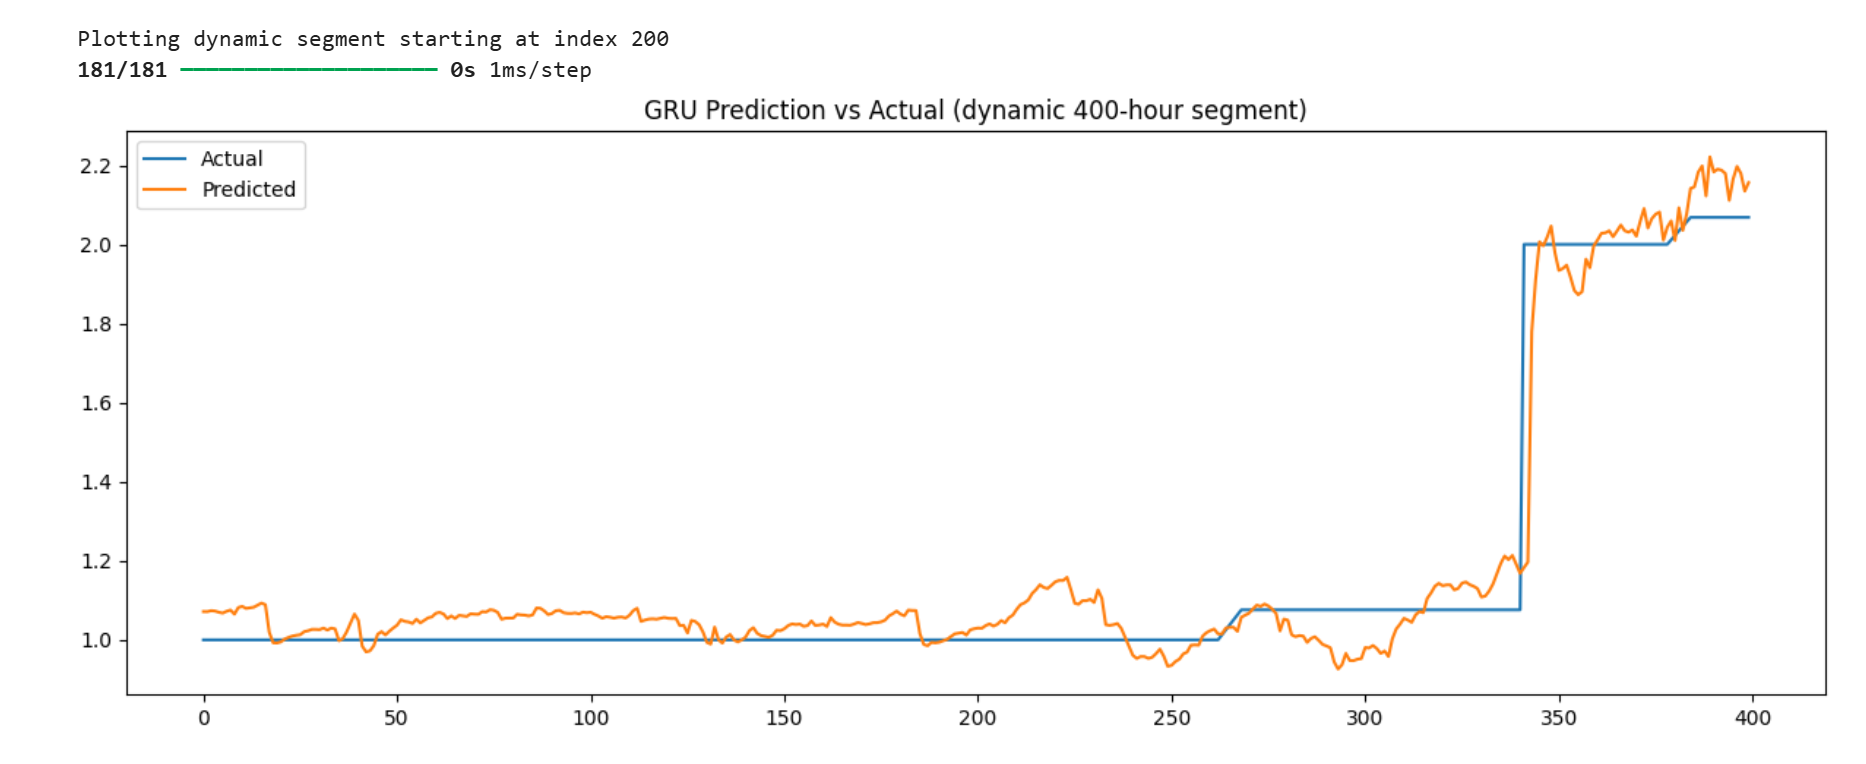 Plotting dynamic segment starting at index 200
181/181 ━━━━━━━━━━━━━━━━━━━━ 0s 1ms/step
GRU Prediction vs Actual (dynamic 400-hour segment)
Actual
Predicted
2.2
2.0
1.8
1.6
1.4
1.2
1.0
0 50 100 150 200 250 300 350 400